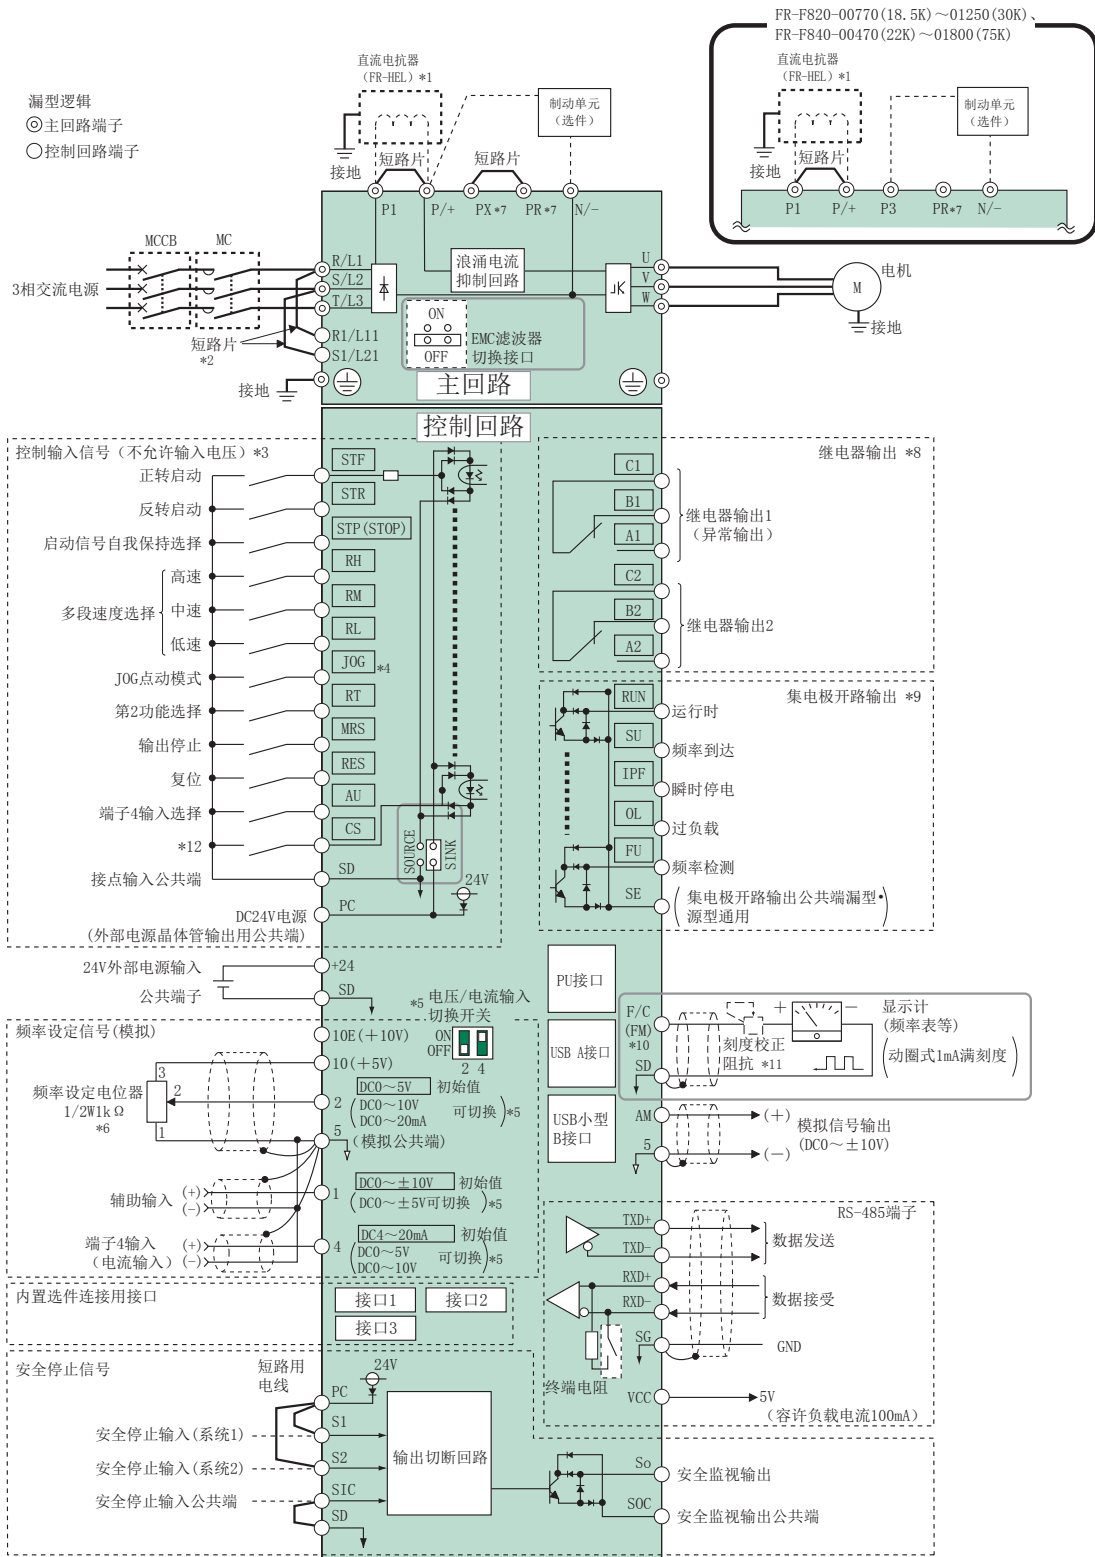 FR-F820-00770(18.5K)～01250(30K)、
FR-F840-00470(22K)～01800(75K)
直流电抗器
(FR-HEL) *1
制动单元
(选件)
接地
短路片
P1
P/+
P3
PR*7
N/-
漏型逻辑
主回路端子
控制回路端子
直流电抗器
(FR-HEL) *1
制动单元
(选件)
接地
短路片
短路片
P1
P/+
PX*7
PR*7
N/-
MCCB
MC
3相交流电源
R/L1
S/L2
T/L3
R1/L11
S1/L21
短路片
*2
接地
浪涌电流
抑制回路
ON
OFF
EMC滤波器
切换接口
主回路
U
V
W
M
电机
接地
控制回路
控制输入信号 (不允许输入电压) *3
正转启动
反转启动
启动信号自我保持选择
多段速度选择
高速
中速
低速
JOG点动模式
第2功能选择
输出停止
复位
端子4输入选择
*12
接点输入公共端
DC24V电源
(外部电源晶体管输出用公共端)
STF
STR
STP(STOP)
RH
RM
RL
JOG *4
RT
MRS
RES
AU
CS
SD
PC
SOURCE
SINK
24V
继电器输出 *8
C1
B1
A1
继电器输出1
(异常输出)
C2
B2
A2
继电器输出2
集电极开路输出 *9
RUN
运行时
SU
频率到达
IPF
瞬时停电
OL
过负载
FU
频率检测
SE
集电极开路输出公共端漏型·
源型通用
24V外部电源输入
公共端子
+24
SD
*5 电压/电流输入
切换开关
ON
OFF
2 4
频率设定信号(模拟)
频率设定电位器
1/2W1kΩ
*6
3
2
1
10E(＋10V)
10(＋5V)
2
DC0～5V 初始值
DC0～10V
DC0～20mA
可切换 *5
5
(模拟公共端)
辅助输入
(+)
(-)
1
DC0～±10V 初始值
DC0～±5V可切换 *5
端子4输入
(电流输入)
(+)
(-)
4
DC4～20mA 初始值
DC0～5V
DC0～10V
可切换 *5
PU接口
USB A接口
USB小型
B接口
F/C
(FM)
*10
SD
刻度校正
阻抗 *11
＋
－
显示计
(频率表等)
(动圈式1mA满刻度)
AM
5
(+)
(-)
模拟信号输出
(DC0～±10V)
RS-485端子
TXD+
TXD-
数据发送
RXD+
RXD-
数据接受
SG
GND
终端电阻
VCC
5V
(容许负载电流100mA)
内置选件连接用接口
接口1
接口2
接口3
安全停止信号
短路用
电线
24V
PC
S1
S2
SIC
SD
安全停止输入(系统1)
安全停止输入(系统2)
安全停止输入公共端
输出切断回路
So
安全监视输出
SOC
安全监视输出公共端